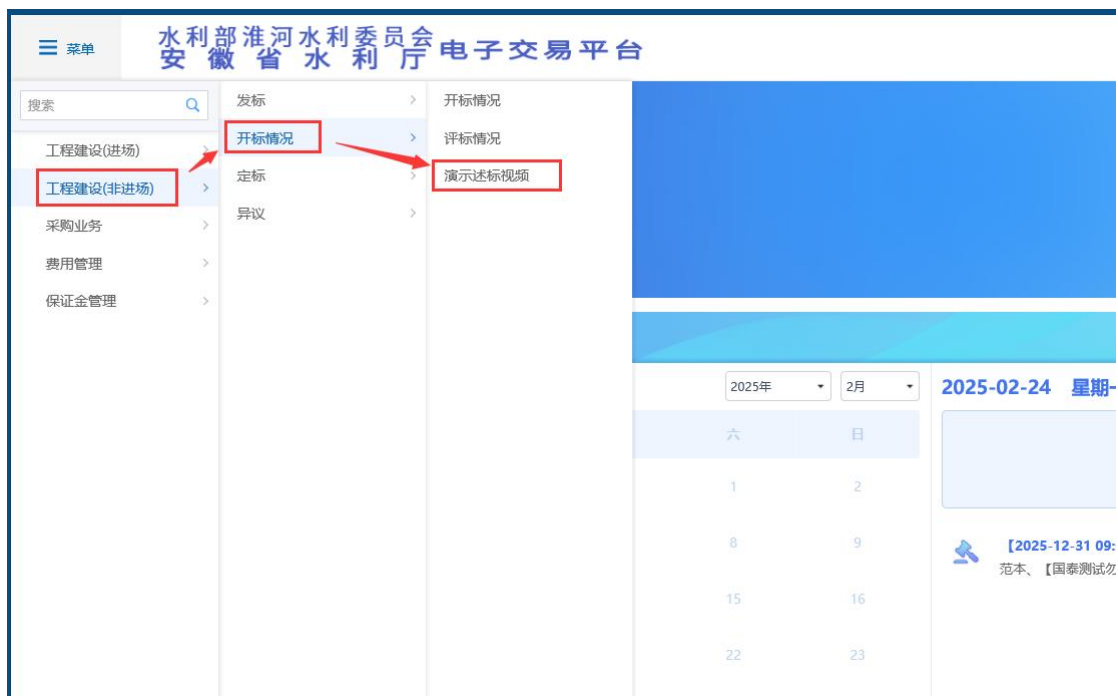 菜单
水利部淮河水利委员会
安徽省水利厅
电子交易平台
搜索
工程建设(进场)
工程建设(非进场)
采购业务
费用管理
保证金管理
发标
开标情况
定标
异议
开标情况
评标情况
演示述标视频
2025年 2月
六 日
1 2
8 9
15 16
22 23
2025-02-24 星期一
【2025-12-31 09:
范本、【国泰测试勿